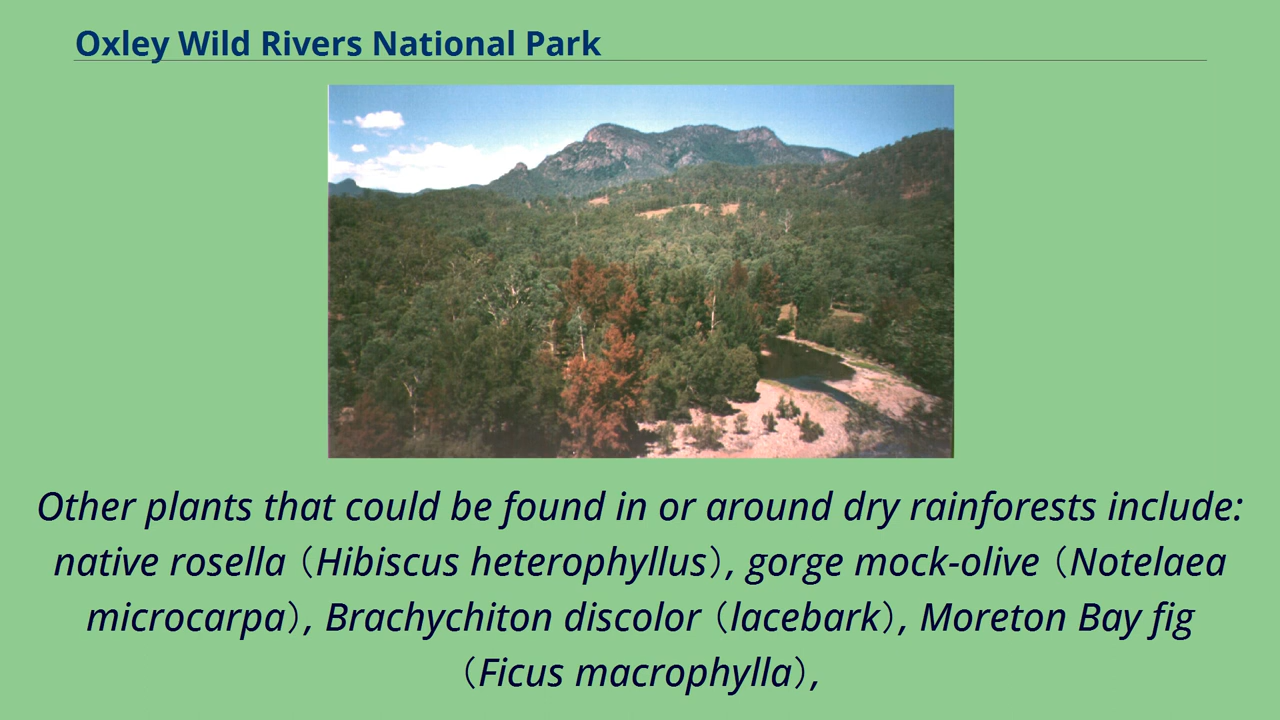 Oxley Wild Rivers National Park
Other plants that could be found in or around dry rainforests include:
native rosella (Hibiscus heterophyllus), gorge mock-olive (Notelaea
microcarpa), Brachychiton discolor (lacebark), Moreton Bay fig
(Ficus macrophylla),